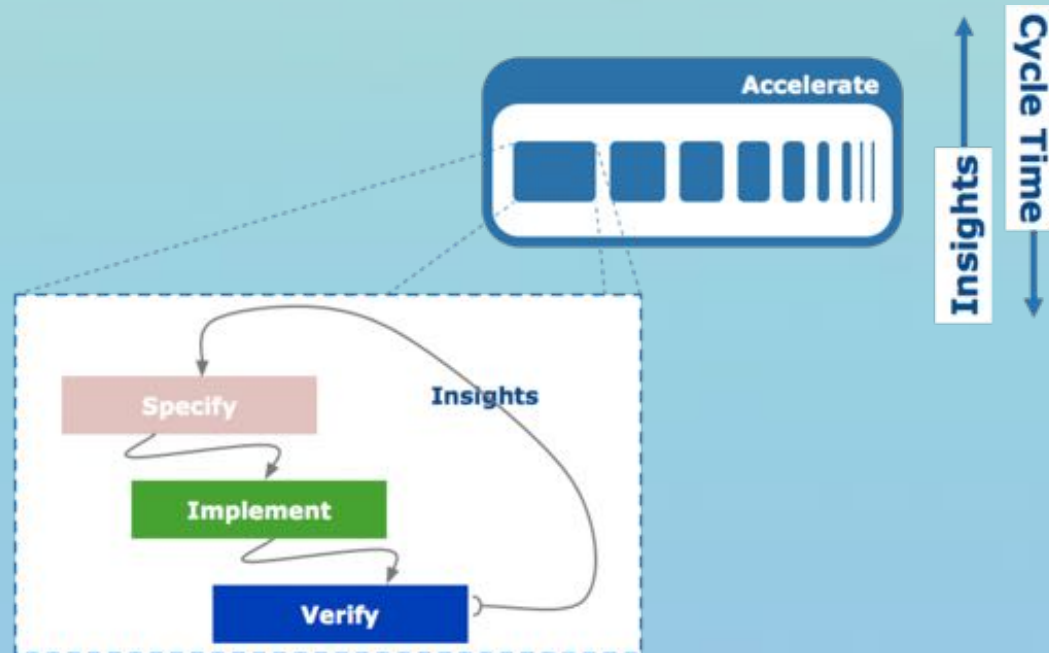 Accelerate
Insights
Cycle Time
Specify
Insights
Implement
Verify